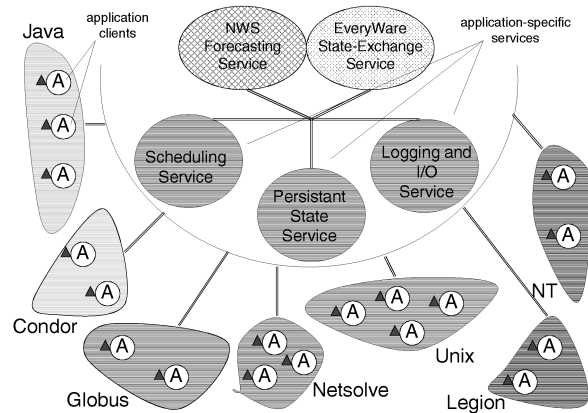 Java
application
clients
NWS
Forecasting
Service
EveryWare
State-Exchange
Service
application-specific
services
A
A
A
Scheduling
Service
Persistant
State
Service
Logging and
I/O
Service
A
A
NT
A
A
Condor
A
A
Globus
A
A
A
Netsolve
A
A
A
A
Unix
A
A
Legion